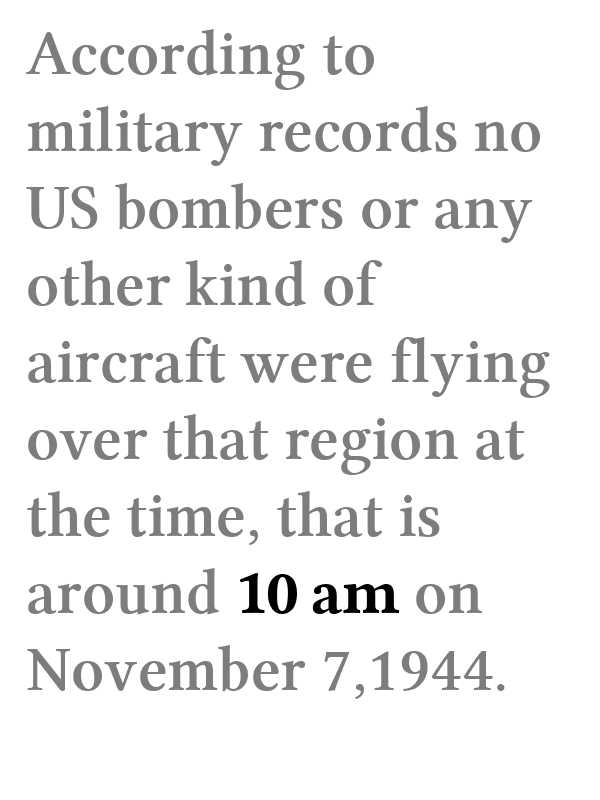 According to
military records no
US bombers or any
other kind of
aircraft were flying
over that region at
the time, that is
around 10 am on
November 7,1944.